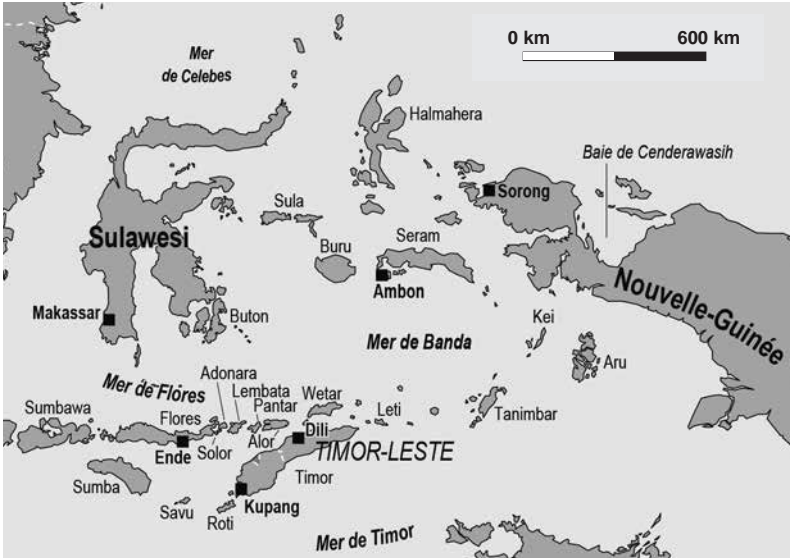 0 km 600 km
Mer
de Celebes
Halmahera
Baie de Cenderawasih
Sorong
Sula
Sulawesi
Buru
Seram
Ambon
Nouvelle-Guinée
Makassar
Buton
Kei
Mer de Banda
Aru
Mer de Flores
Adonara
Lembata
Pantar
Wetar
Sumbawa
Flores
Leti
Tanimbar
Ende
Solor
Alor
Dili
TIMOR-LESTE
Sumba
Timor
Savu
Roti
Kupang
Mer de Timor